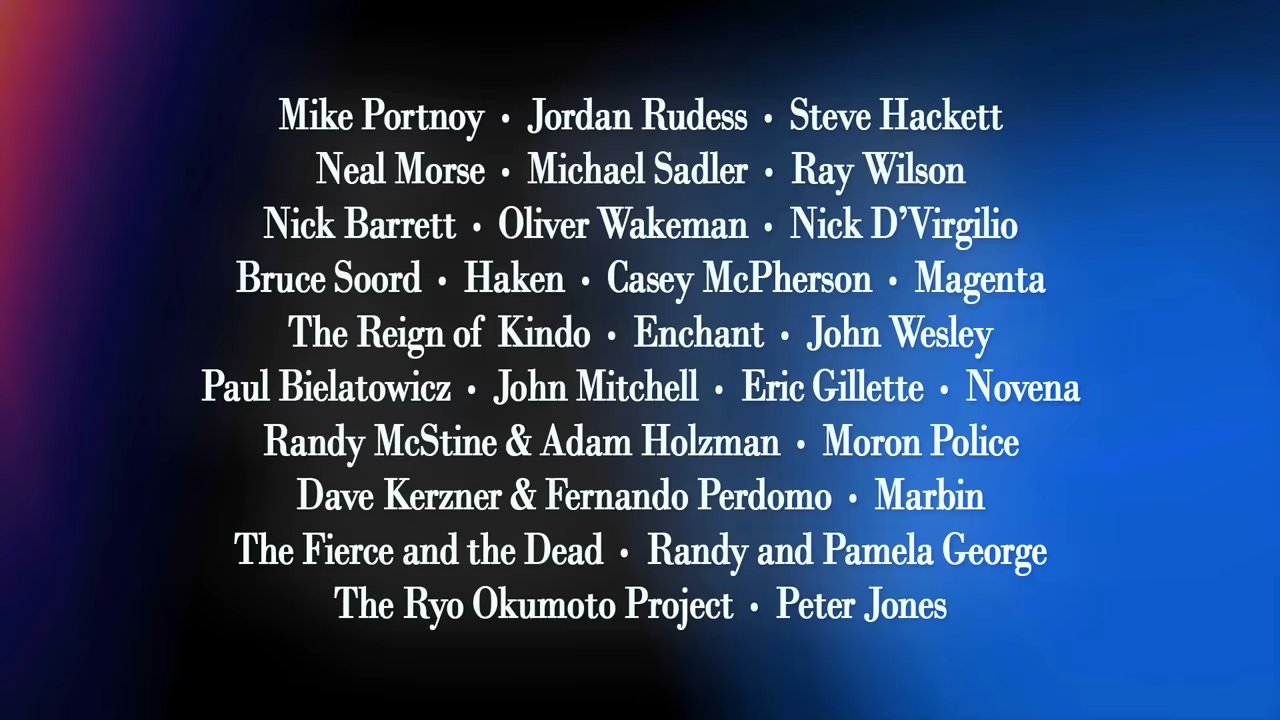 Mike Portnoy • Jordan Rudess • Steve Hackett
Neal Morse • Michael Sadler • Ray Wilson
Nick Barrett • Oliver Wakeman • Nick D’Virgilio
Bruce Soord • Haken • Casey McPherson • Magenta
The Reign of Kindo • Enchant • John Wesley
Paul Bielatowicz • John Mitchell • Eric Gillette • Novena
Randy McStine & Adam Holzman • Moron Police
Dave Kerzner & Fernando Perdomo • Marbin
The Fierce and the Dead • Randy and Pamela George
The Ryo Okumoto Project • Peter Jones